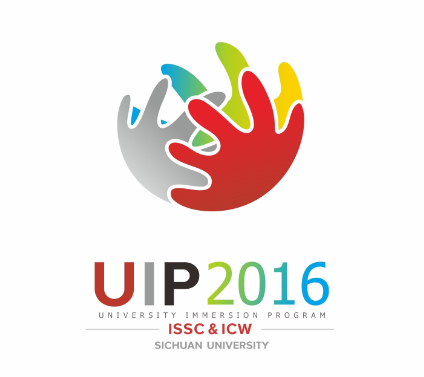 UIP2016
UNIVERSITY IMMERSION PROGRAM
ISSC & ICW
SICHUAN UNIVERSITY